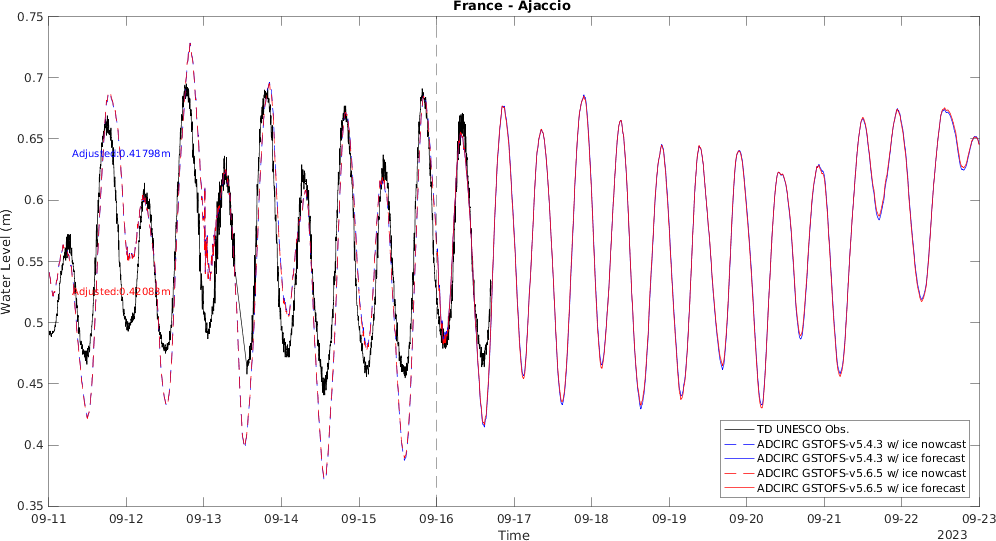 France - Ajaccio
Water Level (m)
0.75
0.7
0.65
0.6
0.55
0.5
0.45
0.4
0.35
Adjusted:0.41798m
Adjusted:0.42083m
TD UNESCO Obs.
ADCIRC GSTOFS-v5.4.3 w/ ice nowcast
ADCIRC GSTOFS-v5.4.3 w/ ice forecast
ADCIRC GSTOFS-v5.6.5 w/ ice nowcast
ADCIRC GSTOFS-v5.6.5 w/ ice forecast
09-11 09-12 09-13 09-14 09-15 09-16 09-17 09-18 09-19 09-20 09-21 09-22 09-23
Time
2023